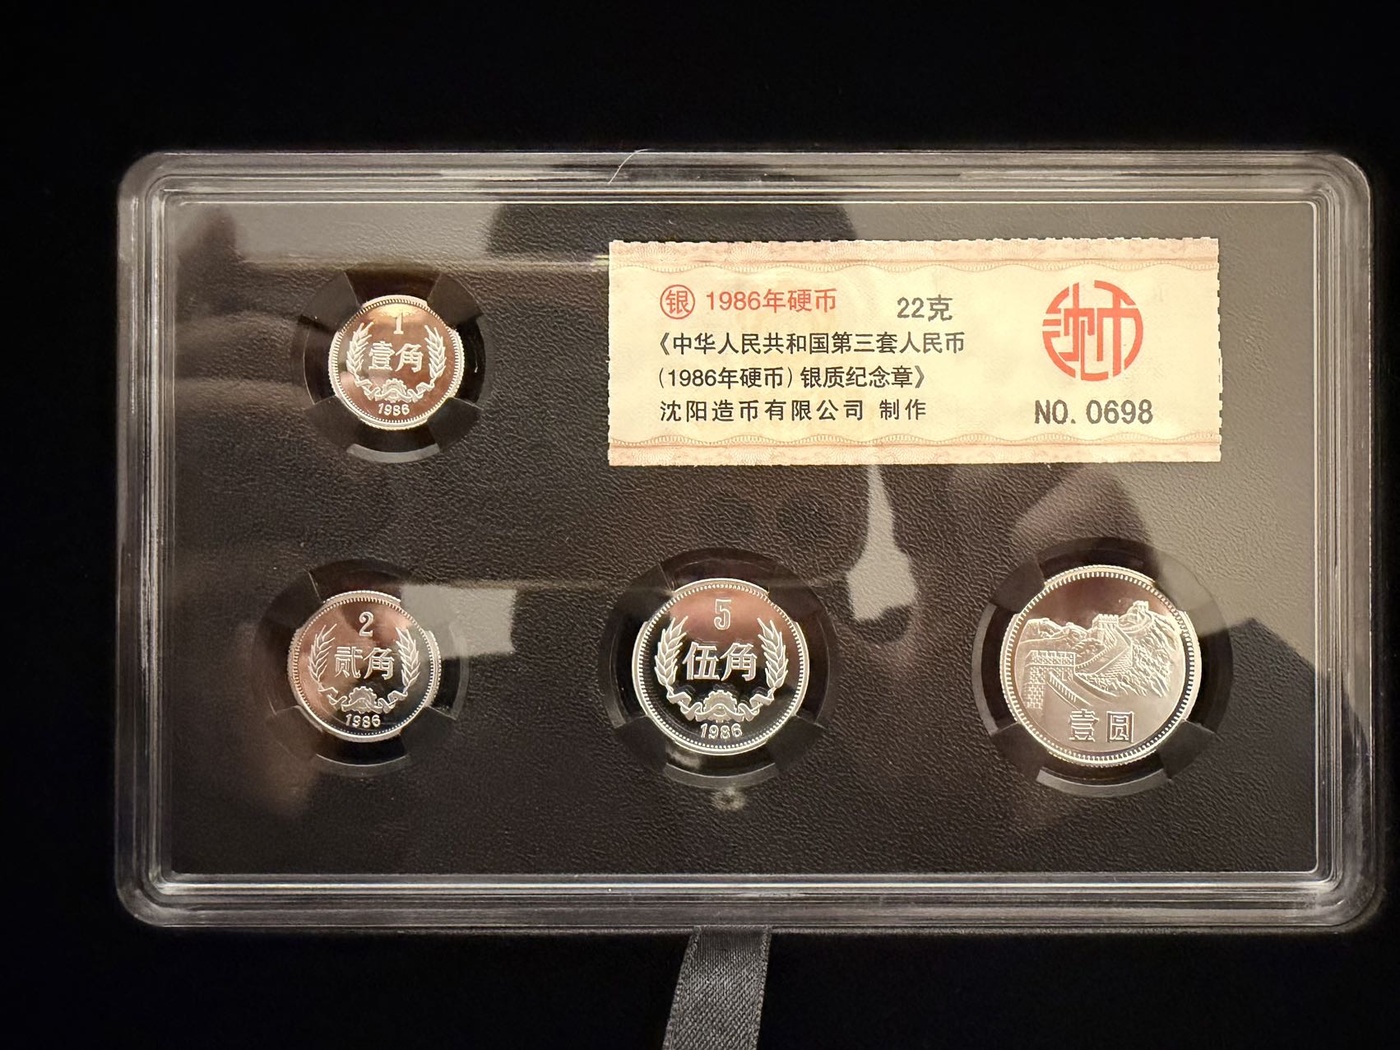 1
壹角
1986
银 1986年硬币 22克
《中华人民共和国第三套人民币
(1986年硬币) 银质纪念章》
沈阳造币有限公司 制作
沈币
NO. 0698
2
贰角
1986
5
伍角
1986
壹圆